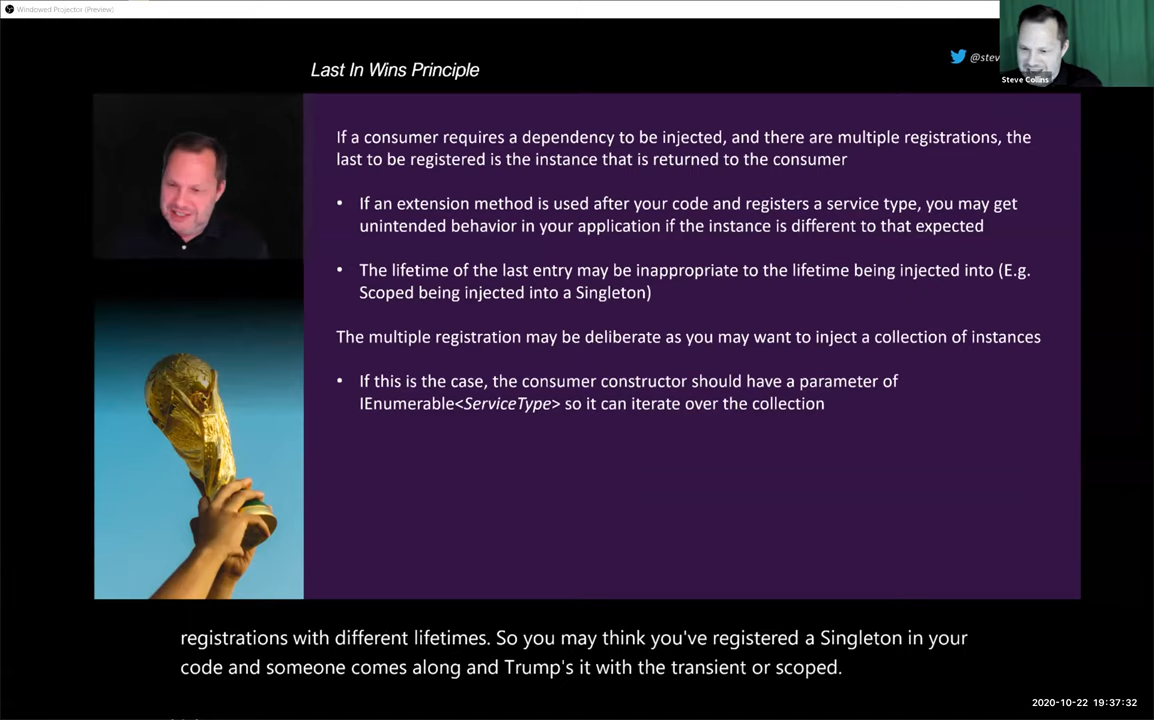 Windowed Projector (Preview)
Last In Wins Principle
@stev
Steve Collins
If a consumer requires a dependency to be injected, and there are multiple registrations, the
last to be registered is the instance that is returned to the consumer
• If an extension method is used after your code and registers a service type, you may get
unintended behavior in your application if the instance is different to that expected
• The lifetime of the last entry may be inappropriate to the lifetime being injected into (E.g.
Scoped being injected into a Singleton)
The multiple registration may be deliberate as you may want to inject a collection of instances
• If this is the case, the consumer constructor should have a parameter of
IEnumerable<ServiceType> so it can iterate over the collection
registrations with different lifetimes. So you may think you've registered a Singleton in your
code and someone comes along and Trump's it with the transient or scoped.
2020-10-22 19:37:32